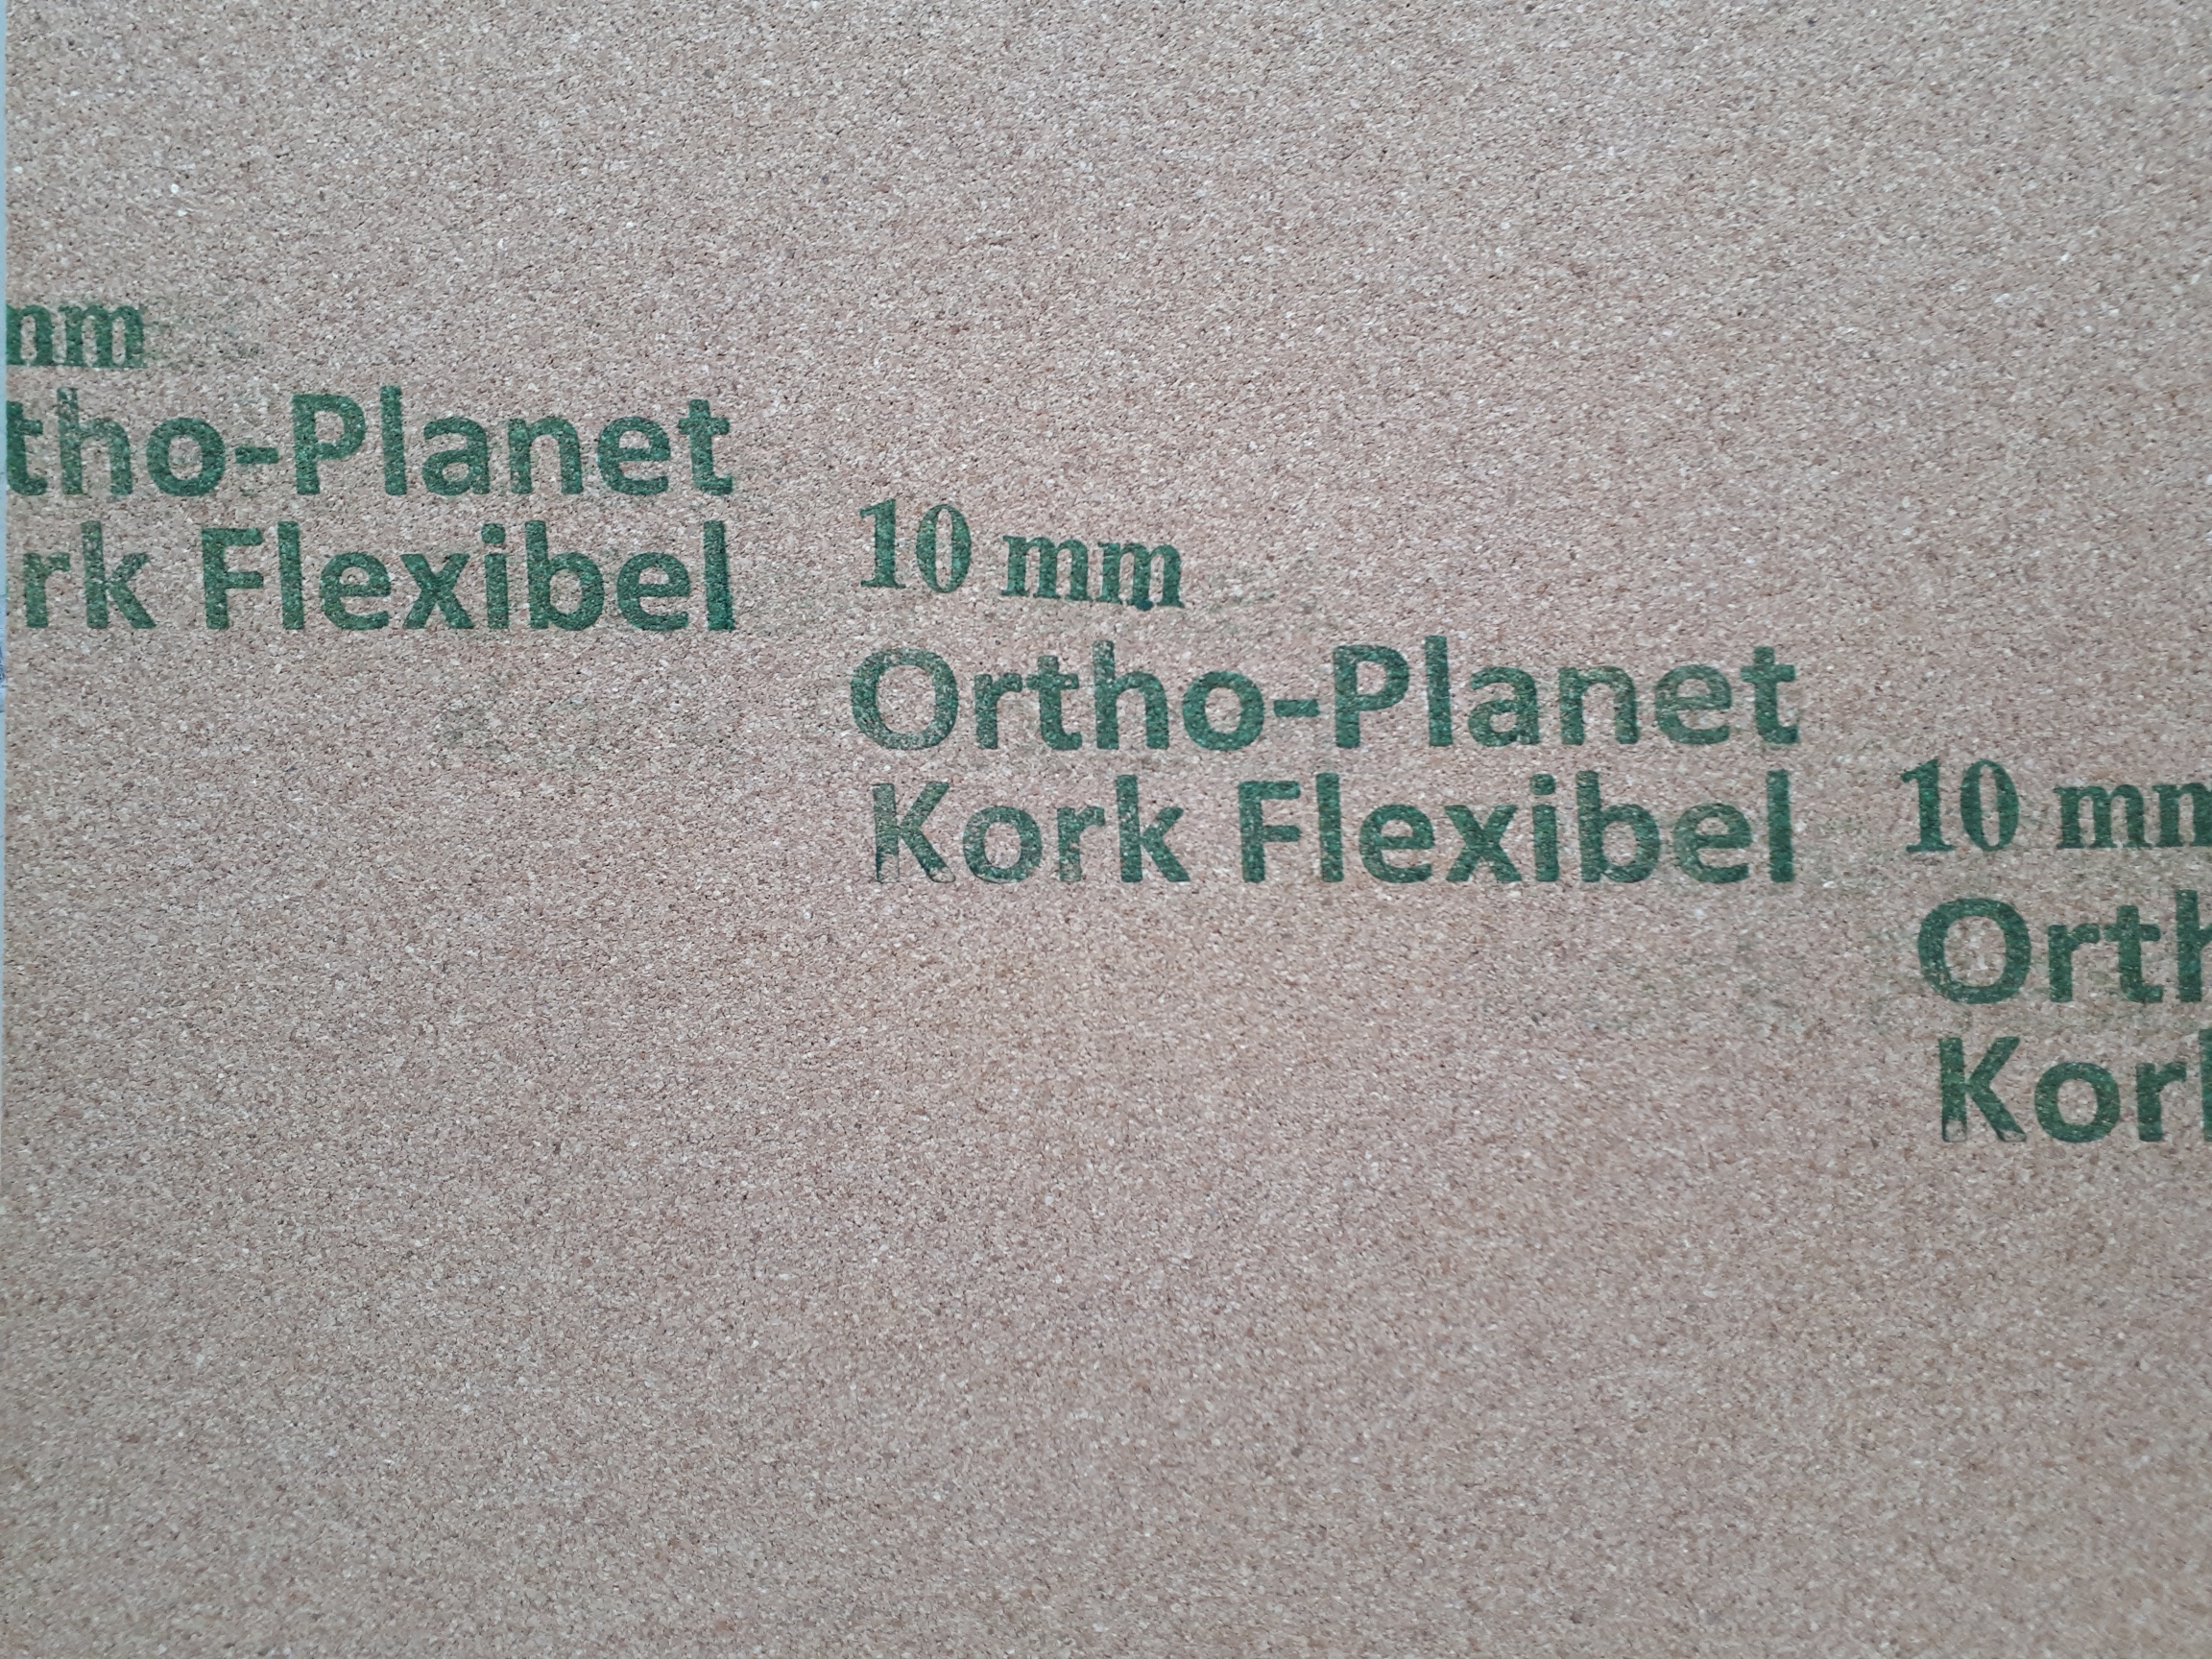 mm
tho-Planet
rk Flexibel
10 mm
Ortho-Planet
Kork Flexibel
10 mm
Orth
Kork